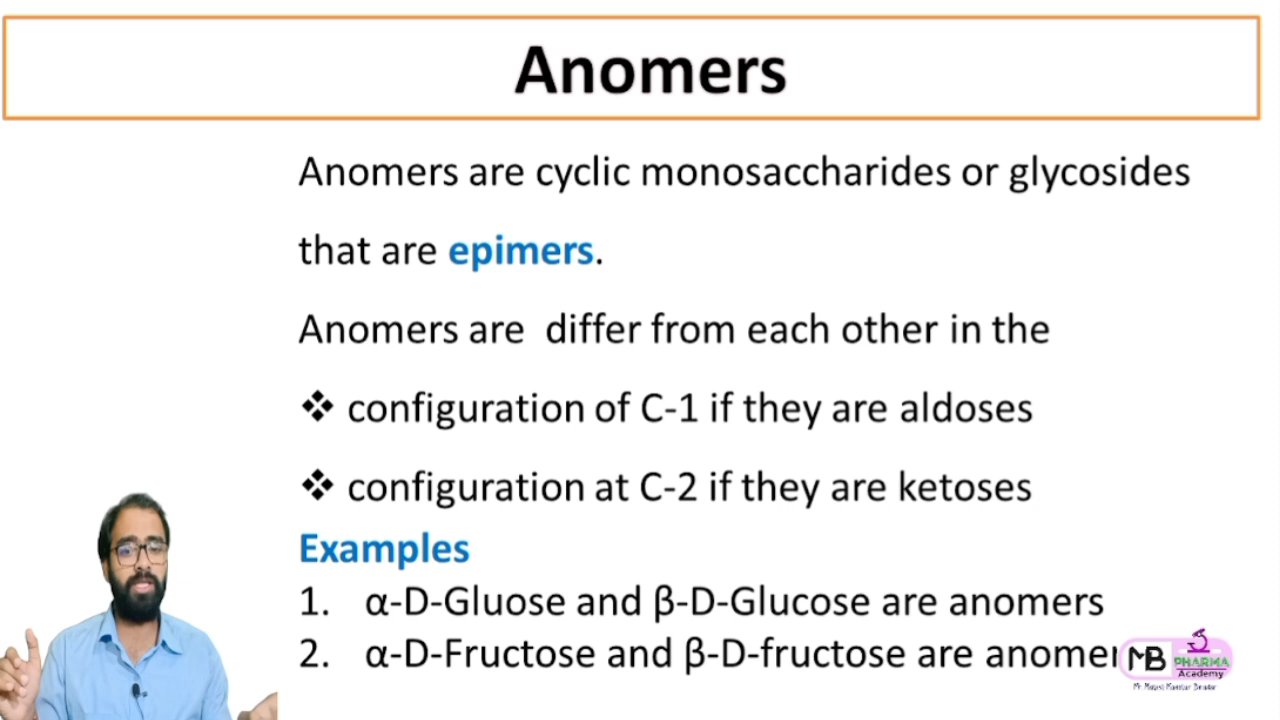 Anomers
Anomers are cyclic monosaccharides or glycosides
that are epimers.
Anomers are differ from each other in the
❖ configuration of C-1 if they are aldoses
❖ configuration at C-2 if they are ketoses
Examples
1. α-D-Gluose and β-D-Glucose are anomers
2. α-D-Fructose and β-D-fructose are anomer
MB PHARMA
Academy